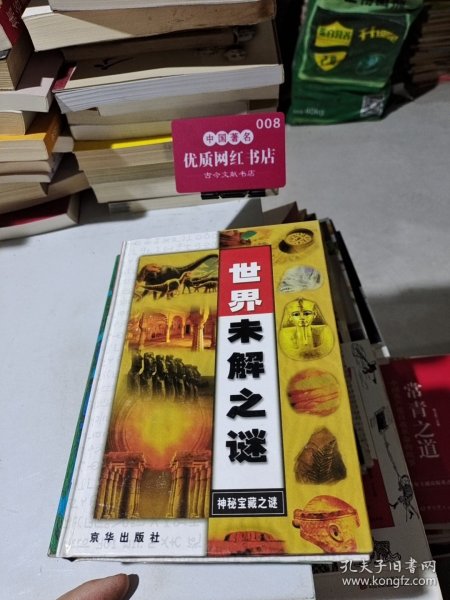 008
中国著名
优质网红书店
古今文献书店
世界未解之谜
神秘宝藏之谜
京华出版社
常青之道
孔夫子旧书网
www.kongfz.com